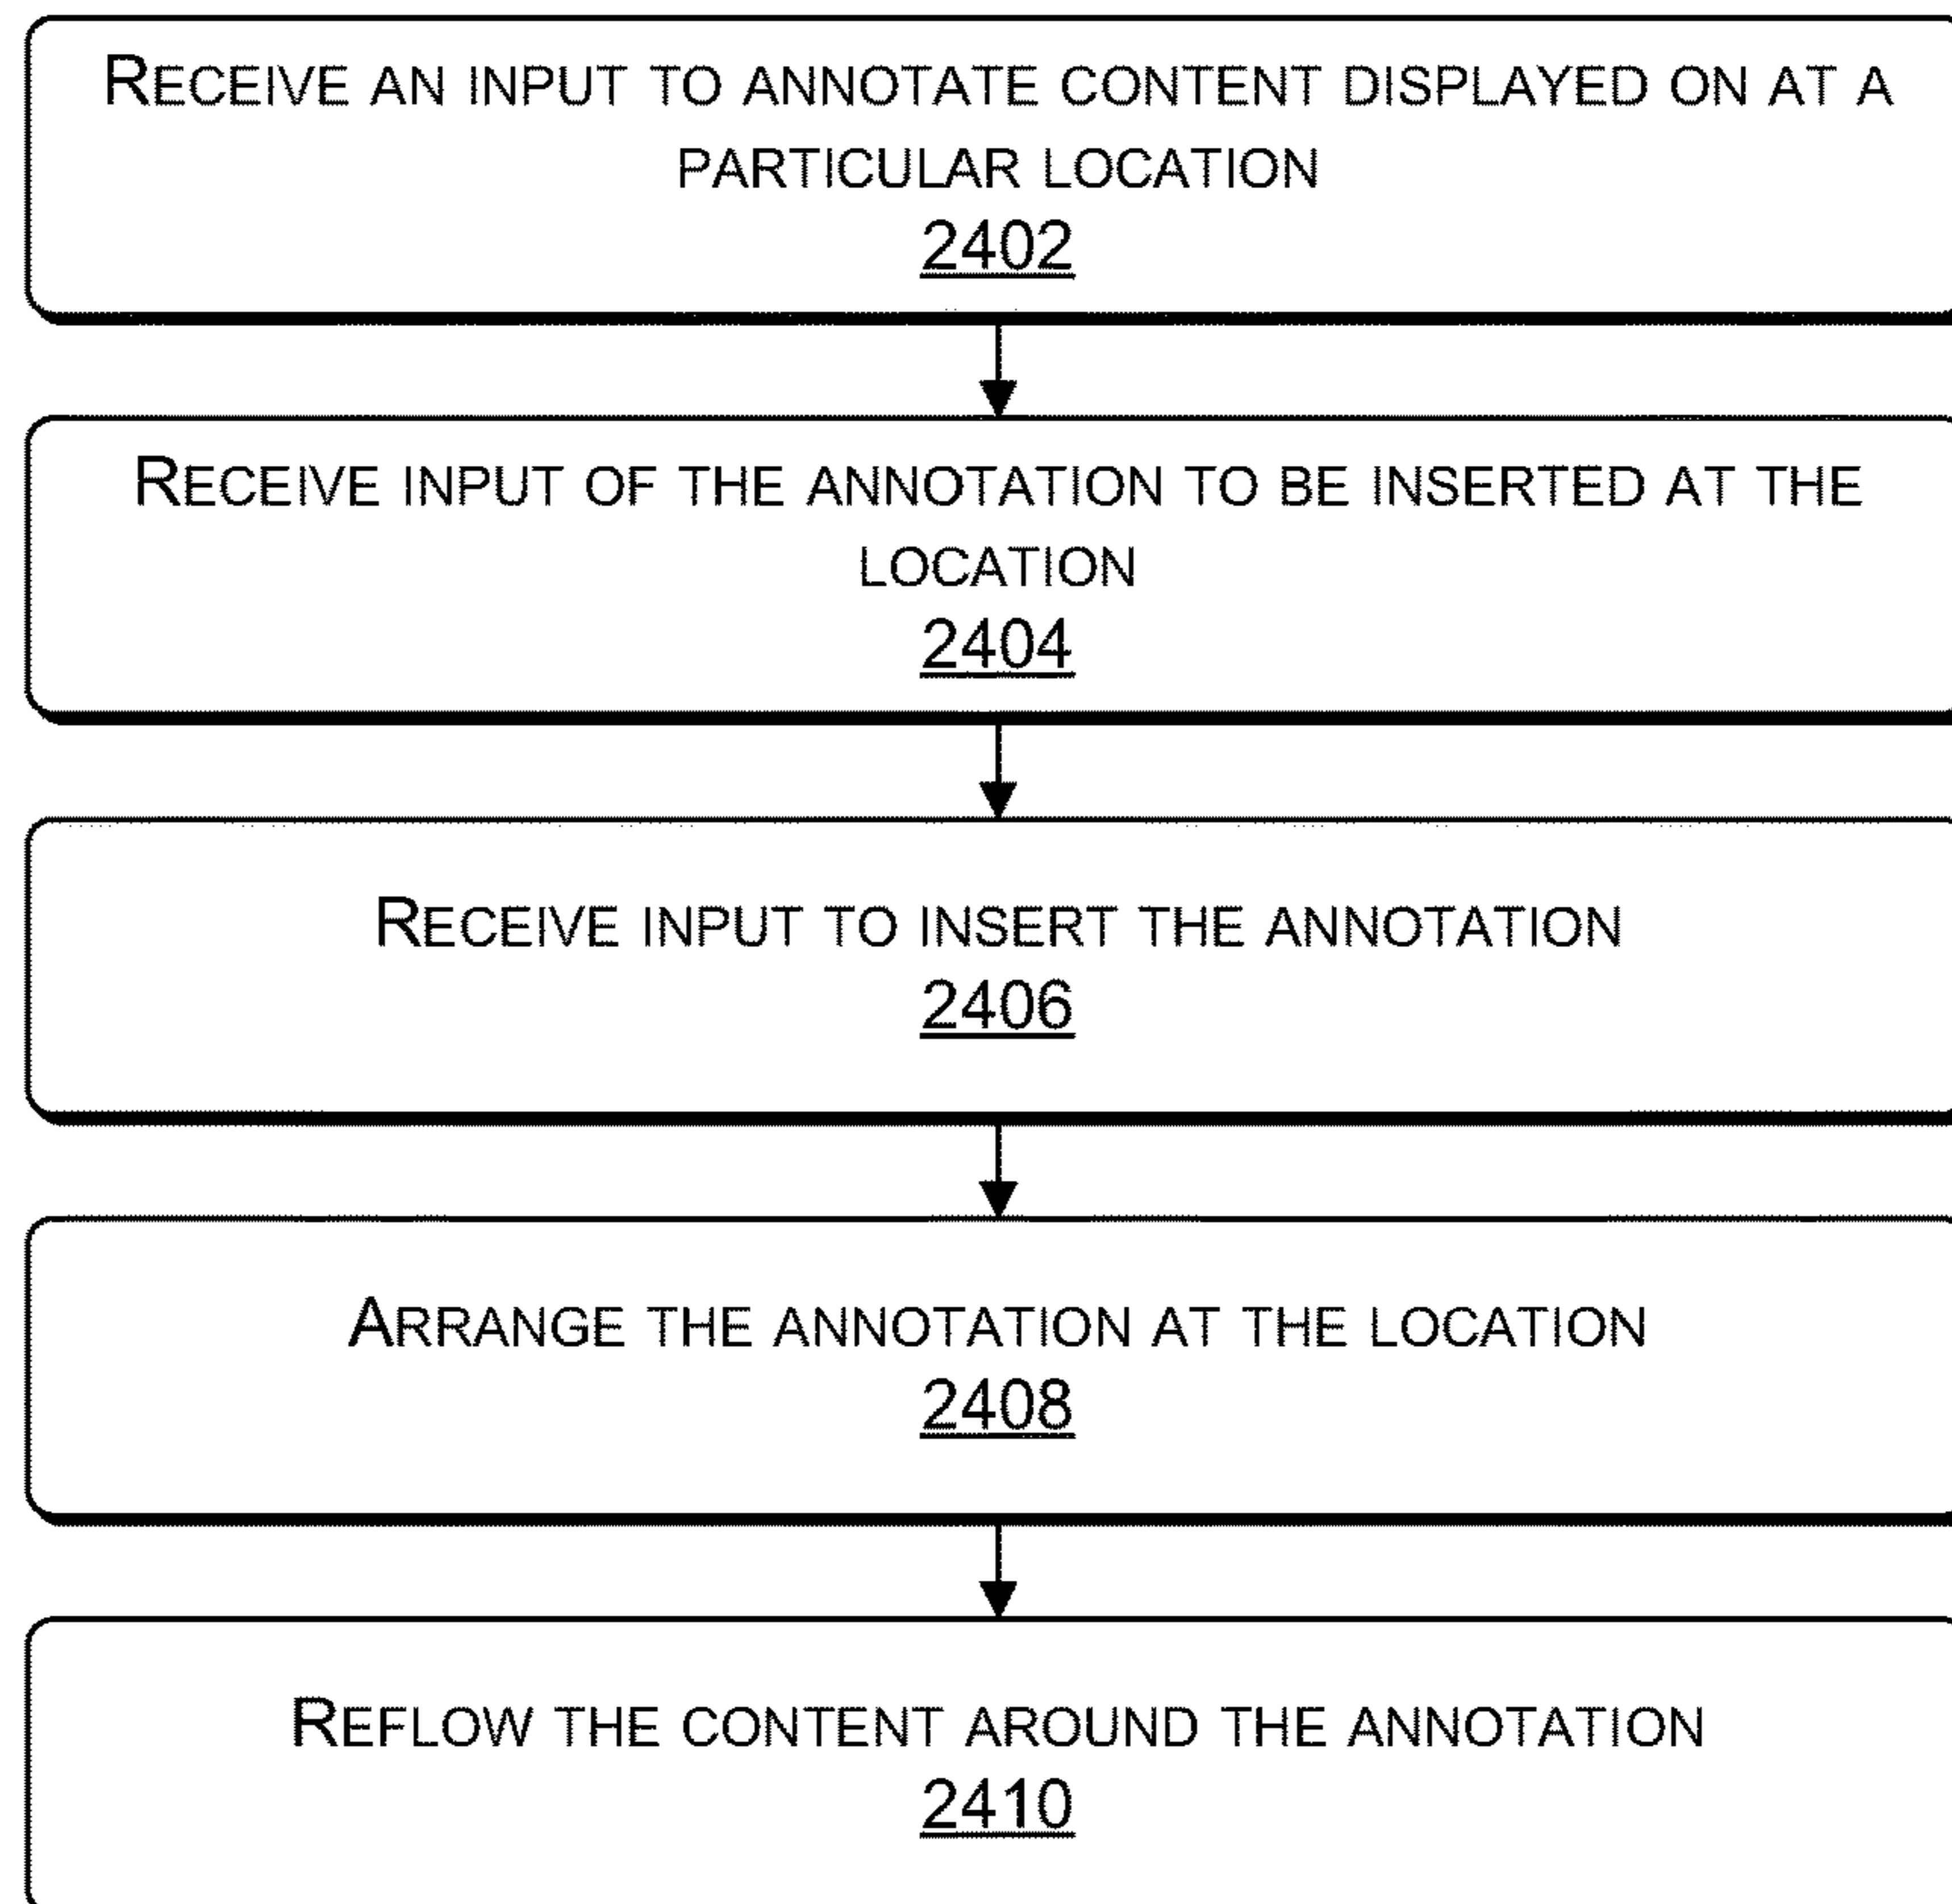 RECEIVE AN INPUT TO ANNOTATE CONTENT DISPLAYED ON AT A
PARTICULAR LOCATION
2402
RECEIVE INPUT OF THE ANNOTATION TO BE INSERTED AT THE
LOCATION
2404
RECEIVE INPUT TO INSERT THE ANNOTATION
2406
ARRANGE THE ANNOTATION AT THE LOCATION
2408
REFLOW THE CONTENT AROUND THE ANNOTATION
2410